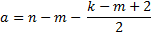 a = n − m − (k − m + 2)/2